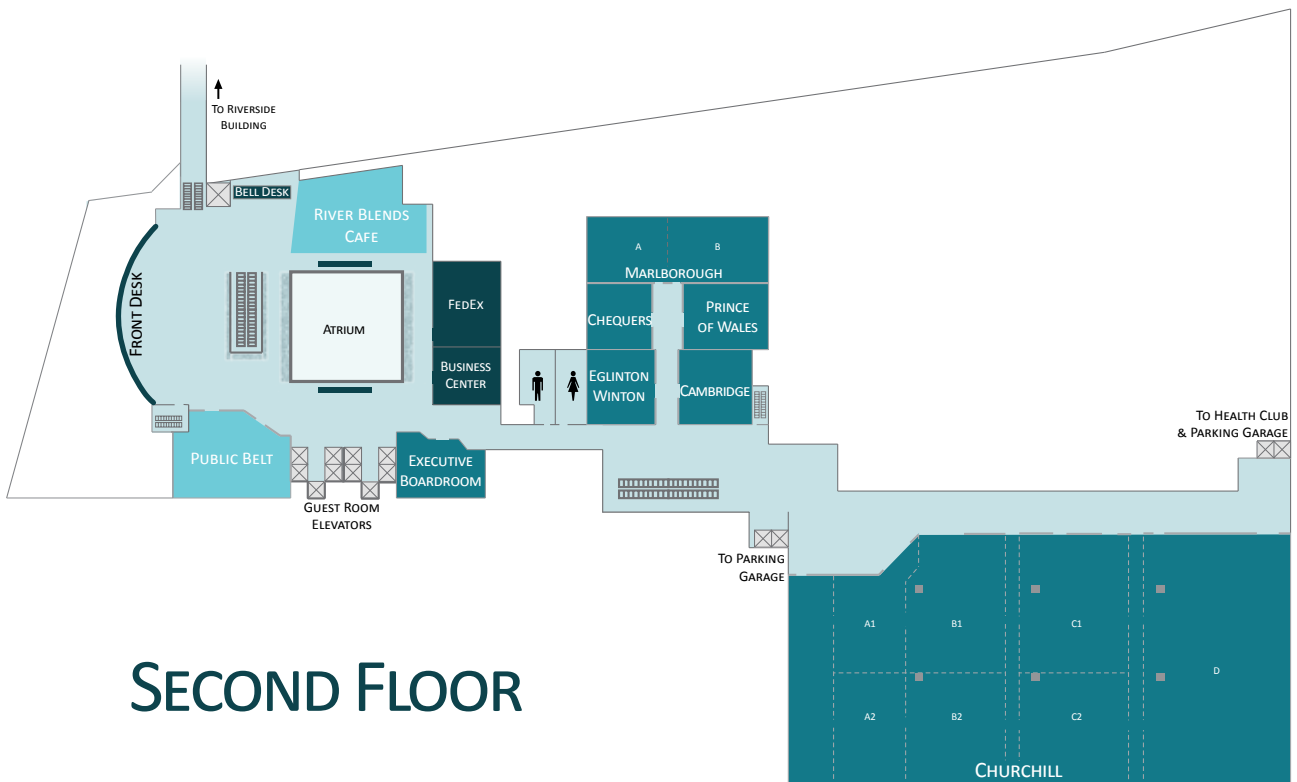 To Riverside
Building
Bell Desk
River Blends
Cafe
Front Desk
Atrium
FedEx
Business
Center
A
B
Marlborough
Chequers
Prince
of Wales
Eglinton
Winton
Cambridge
Public Belt
Executive
Boardroom
Guest Room
Elevators
To Health Club
& Parking Garage
To Parking
Garage
A1
B1
C1
D
A2
B2
C2
Churchill
Second Floor